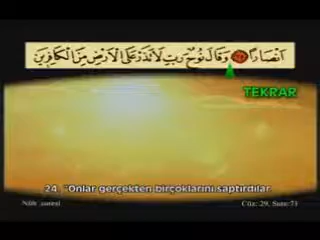 اَنْصَارًا ﴿٢٥﴾ وَقَالَ نُوحٌ رَبِّ لَا تَذَرْ عَلَى الْاَرْضِ مِنَ الْكَافِرِينَ
TEKRAR
24. "Onlar gerçekten birçoklarını saptırdılar.
Nûh suresi
Cüz: 29, Sure:71